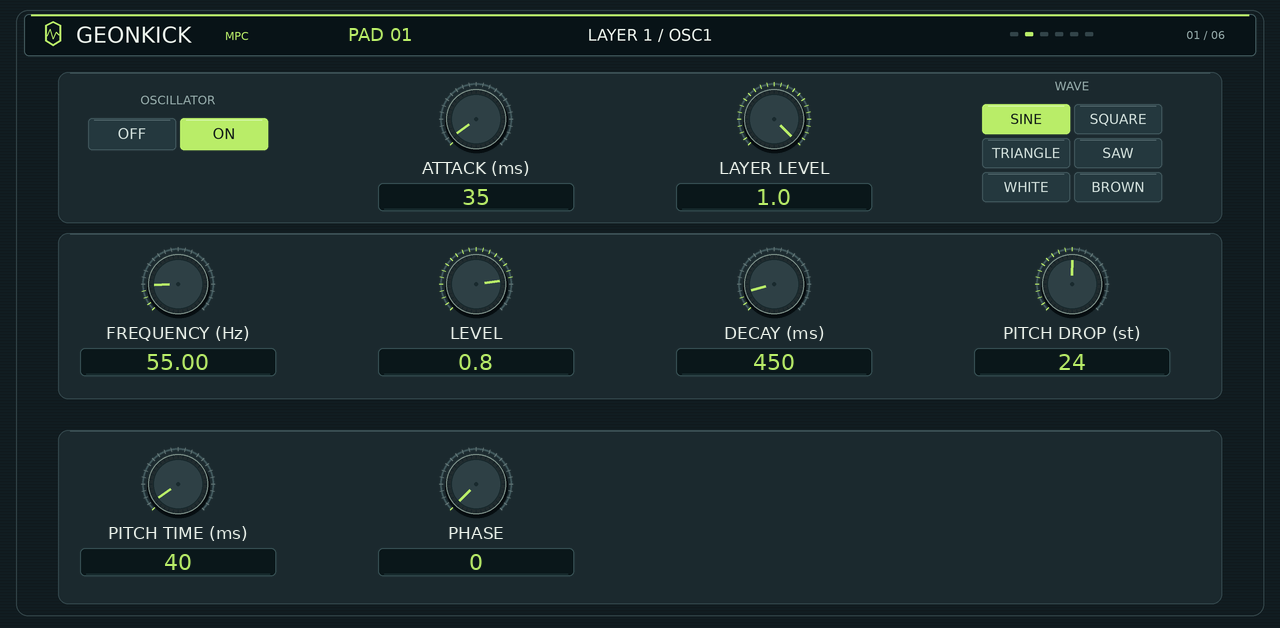 GEONKICK MPC PAD 01 LAYER 1 / OSC1 01 / 06
OSCILLATOR
OFF ON
ATTACK (ms)
35
LAYER LEVEL
1.0
WAVE
SINE SQUARE
TRIANGLE SAW
WHITE BROWN
FREQUENCY (Hz)
55.00
LEVEL
0.8
DECAY (ms)
450
PITCH DROP (st)
24
PITCH TIME (ms)
40
PHASE
0